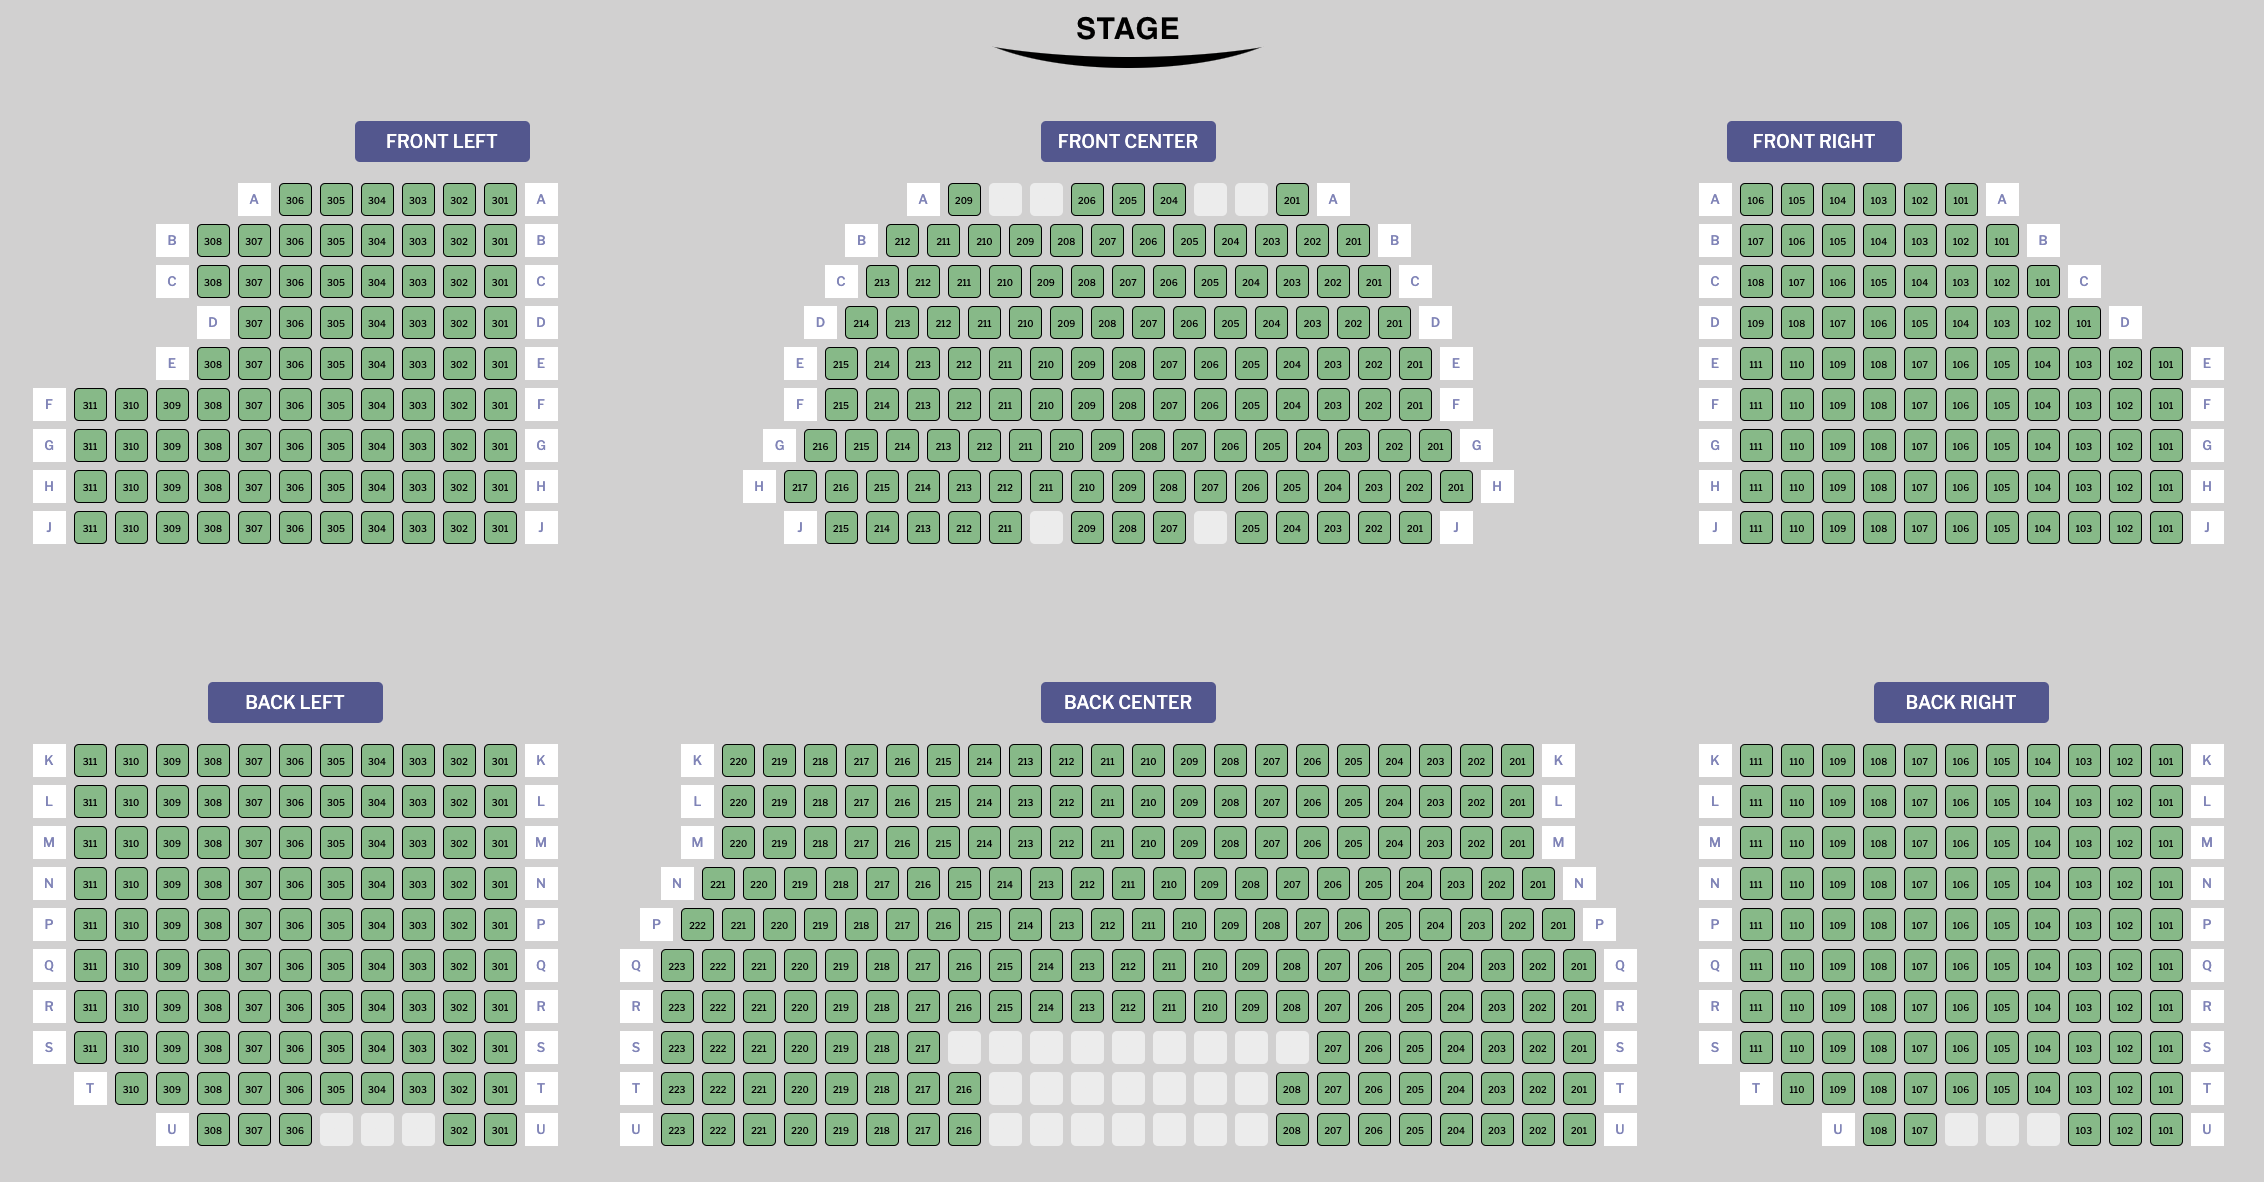 STAGE
FRONT LEFT FRONT CENTER FRONT RIGHT
A 306 305 304 303 302 301 A A 209 206 205 204 201 A A 106 105 104 103 102 101 A
B 308 307 306 305 304 303 302 301 B B 212 211 210 209 208 207 206 205 204 203 202 201 B B 107 106 105 104 103 102 101 B
C 308 307 306 305 304 303 302 301 C C 213 212 211 210 209 208 207 206 205 204 203 202 201 C C 108 107 106 105 104 103 102 101 C
D 307 306 305 304 303 302 301 D D 214 213 212 211 210 209 208 207 206 205 204 203 202 201 D D 109 108 107 106 105 104 103 102 101 D
E 308 307 306 305 304 303 302 301 E E 215 214 213 212 211 210 209 208 207 206 205 204 203 202 201 E E 111 110 109 108 107 106 105 104 103 102 101 E
F 311 310 309 308 307 306 305 304 303 302 301 F F 215 214 213 212 211 210 209 208 207 206 205 204 203 202 201 F F 111 110 109 108 107 106 105 104 103 102 101 F
G 311 310 309 308 307 306 305 304 303 302 301 G G 216 215 214 213 212 211 210 209 208 207 206 205 204 203 202 201 G G 111 110 109 108 107 106 105 104 103 102 101 G
H 311 310 309 308 307 306 305 304 303 302 301 H H 217 216 215 214 213 212 211 210 209 208 207 206 205 204 203 202 201 H H 111 110 109 108 107 106 105 104 103 102 101 H
J 311 310 309 308 307 306 305 304 303 302 301 J J 215 214 213 212 211 209 208 207 205 204 203 202 201 J J 111 110 109 108 107 106 105 104 103 102 101 J
BACK LEFT BACK CENTER BACK RIGHT
K 311 310 309 308 307 306 305 304 303 302 301 K K 220 219 218 217 216 215 214 213 212 211 210 209 208 207 206 205 204 203 202 201 K K 111 110 109 108 107 106 105 104 103 102 101 K
L 311 310 309 308 307 306 305 304 303 302 301 L L 220 219 218 217 216 215 214 213 212 211 210 209 208 207 206 205 204 203 202 201 L L 111 110 109 108 107 106 105 104 103 102 101 L
M 311 310 309 308 307 306 305 304 303 302 301 M M 220 219 218 217 216 215 214 213 212 211 210 209 208 207 206 205 204 203 202 201 M M 111 110 109 108 107 106 105 104 103 102 101 M
N 311 310 309 308 307 306 305 304 303 302 301 N N 221 220 219 218 217 216 215 214 213 212 211 210 209 208 207 206 205 204 203 202 201 N N 111 110 109 108 107 106 105 104 103 102 101 N
P 311 310 309 308 307 306 305 304 303 302 301 P P 222 221 220 219 218 217 216 215 214 213 212 211 210 209 208 207 206 205 204 203 202 201 P P 111 110 109 108 107 106 105 104 103 102 101 P
Q 311 310 309 308 307 306 305 304 303 302 301 Q Q 223 222 221 220 219 218 217 216 215 214 213 212 211 210 209 208 207 206 205 204 203 202 201 Q Q 111 110 109 108 107 106 105 104 103 102 101 Q
R 311 310 309 308 307 306 305 304 303 302 301 R R 223 222 221 220 219 218 217 216 215 214 213 212 211 210 209 208 207 206 205 204 203 202 201 R R 111 110 109 108 107 106 105 104 103 102 101 R
S 311 310 309 308 307 306 305 304 303 302 301 S S 223 222 221 220 219 218 217 207 206 205 204 203 202 201 S S 111 110 109 108 107 106 105 104 103 102 101 S
T 310 309 308 307 306 305 304 303 302 301 T T 223 222 221 220 219 218 217 216 208 207 206 205 204 203 202 201 T T 110 109 108 107 106 105 104 103 102 101 T
U 308 307 306 302 301 U U 223 222 221 220 219 218 217 216 208 207 206 205 204 203 202 201 U U 108 107 103 102 101 U